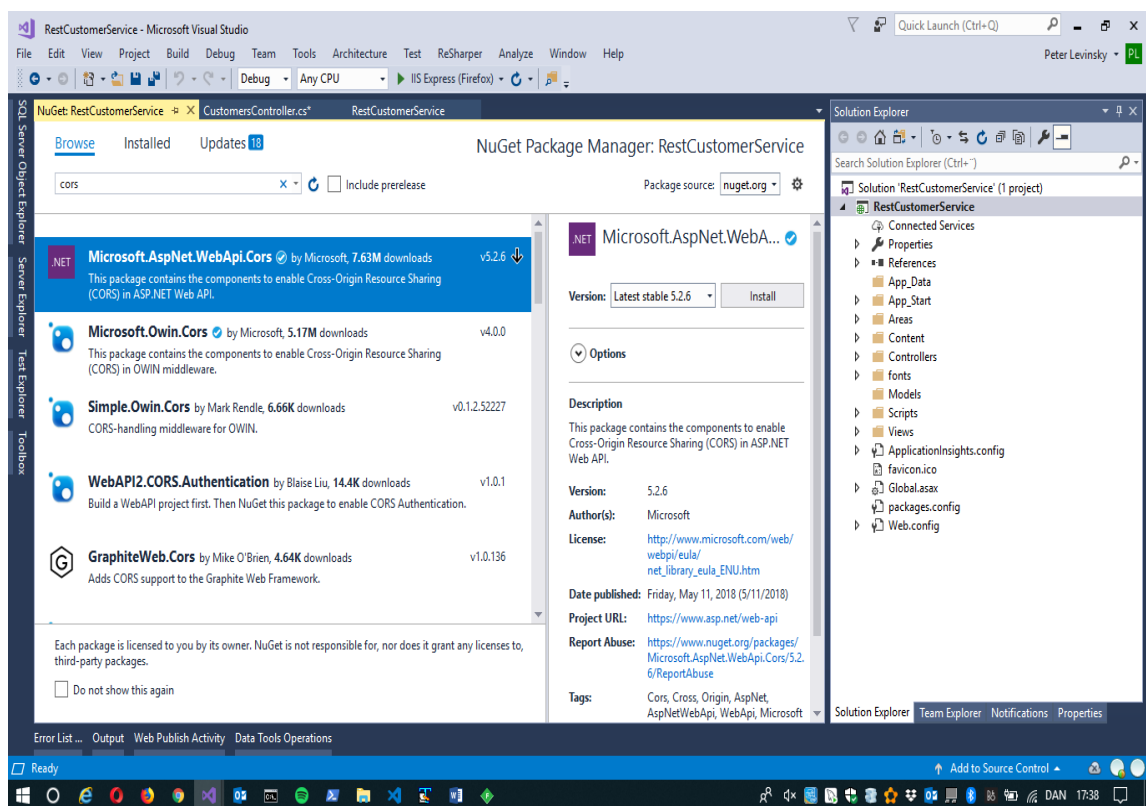 RestCustomerService - Microsoft Visual Studio
Quick Launch (Ctrl+Q)
File Edit View Project Build Debug Team Tools Architecture Test ReSharper Analyze Window Help
Peter Levinsky PL
Debug Any CPU IIS Express (Firefox)
SQL Server Object Explorer
Server Explorer
Test Explorer
Toolbox
NuGet: RestCustomerService CustomersController.cs* RestCustomerService
Browse Installed Updates 18
NuGet Package Manager: RestCustomerService
cors
Include prerelease
Package source: nuget.org
.NET
Microsoft.AspNet.WebApi.Cors by Microsoft, 7.63M downloads v5.2.6
This package contains the components to enable Cross-Origin Resource Sharing
(CORS) in ASP.NET Web API.
Microsoft.Owin.Cors by Microsoft, 5.17M downloads v4.0.0
This package contains the components to enable Cross-Origin Resource Sharing
(CORS) in OWIN middleware.
Simple.Owin.Cors by Mark Rendle, 6.66K downloads v0.1.2.52227
CORS-handling middleware for OWIN.
WebAPI2.CORS.Authentication by Blaise Liu, 14.4K downloads v1.0.1
Build a WebAPI project first. Then NuGet this package to enable CORS Authentication.
GraphiteWeb.Cors by Mike O'Brien, 4.64K downloads v1.0.136
Adds CORS support to the Graphite Web Framework.
Each package is licensed to you by its owner. NuGet is not responsible for, nor does it grant any licenses to,
third-party packages.
Do not show this again
.NET Microsoft.AspNet.WebA...
Version: Latest stable 5.2.6 Install
Options
Description
This package contains the components to enable
Cross-Origin Resource Sharing (CORS) in ASP.NET
Web API.
Version: 5.2.6
Author(s): Microsoft
License: http://www.microsoft.com/web/
webpi/eula/
net_library_eula_ENU.htm
Date published: Friday, May 11, 2018 (5/11/2018)
Project URL: https://www.asp.net/web-api
Report Abuse: https://www.nuget.org/packages/
Microsoft.AspNet.WebApi.Cors/5.2.
6/ReportAbuse
Tags: Cors, Cross, Origin, AspNet,
AspNetWebApi, WebApi, Microsoft
Solution Explorer
Search Solution Explorer (Ctrl+¨)
Solution 'RestCustomerService' (1 project)
RestCustomerService
Connected Services
Properties
References
App_Data
App_Start
Areas
Content
Controllers
fonts
Models
Scripts
Views
ApplicationInsights.config
favicon.ico
Global.asax
packages.config
Web.config
Solution Explorer Team Explorer Notifications Properties
Error List ... Output Web Publish Activity Data Tools Operations
Ready
Add to Source Control
DAN 17:38